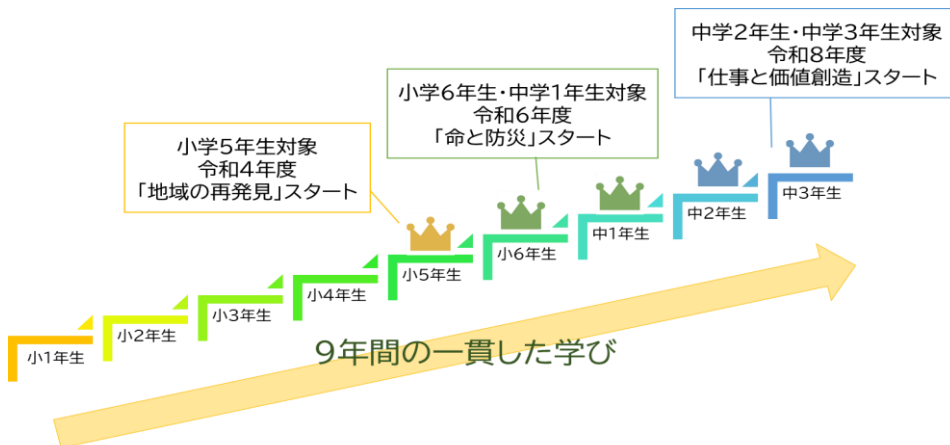 中学2年生・中学3年生対象
令和8年度
「仕事と価値創造」スタート
小学6年生・中学1年生対象
令和6年度
「命と防災」スタート
小学5年生対象
令和4年度
「地域の再発見」スタート
小1年生
小2年生
小3年生
小4年生
小5年生
小6年生
中1年生
中2年生
中3年生
9年間の一貫した学び